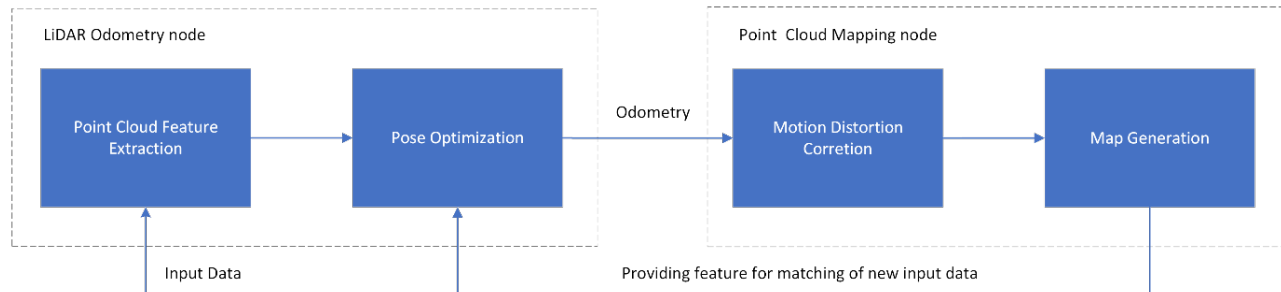 LiDAR Odometry node
Point Cloud Mapping node
Point Cloud Feature
Extraction
Pose Optimization
Odometry
Motion Distortion
Corretion
Map Generation
Input Data
Providing feature for matching of new input data